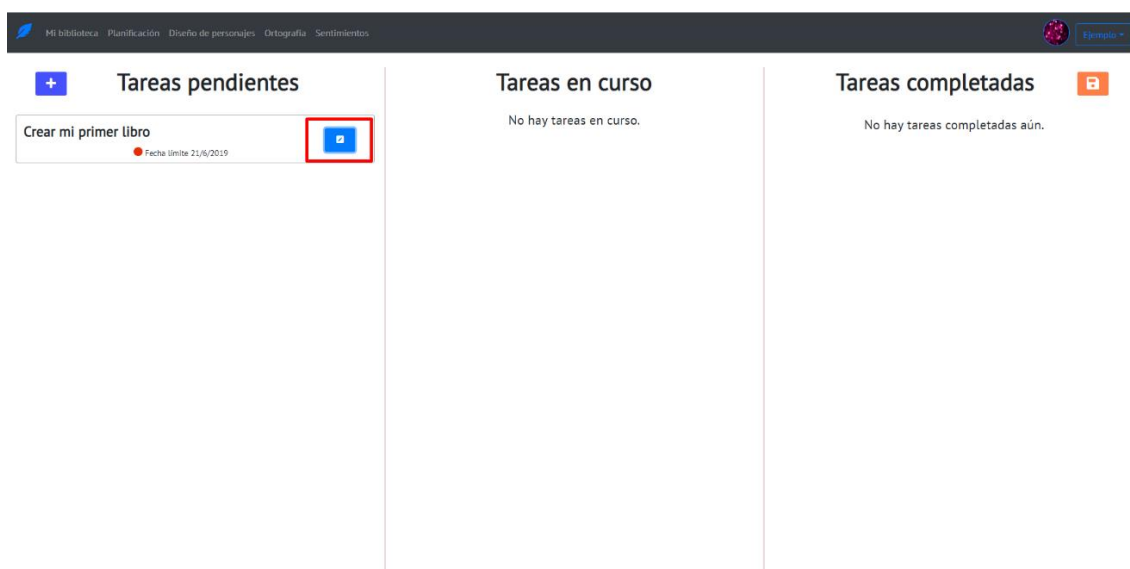 Mi biblioteca Planificación Diseño de personajes Ortografía Sentimientos
Ejemplo
Tareas pendientes
Crear mi primer libro
Fecha límite 21/6/2019
Tareas en curso
No hay tareas en curso.
Tareas completadas
No hay tareas completadas aún.